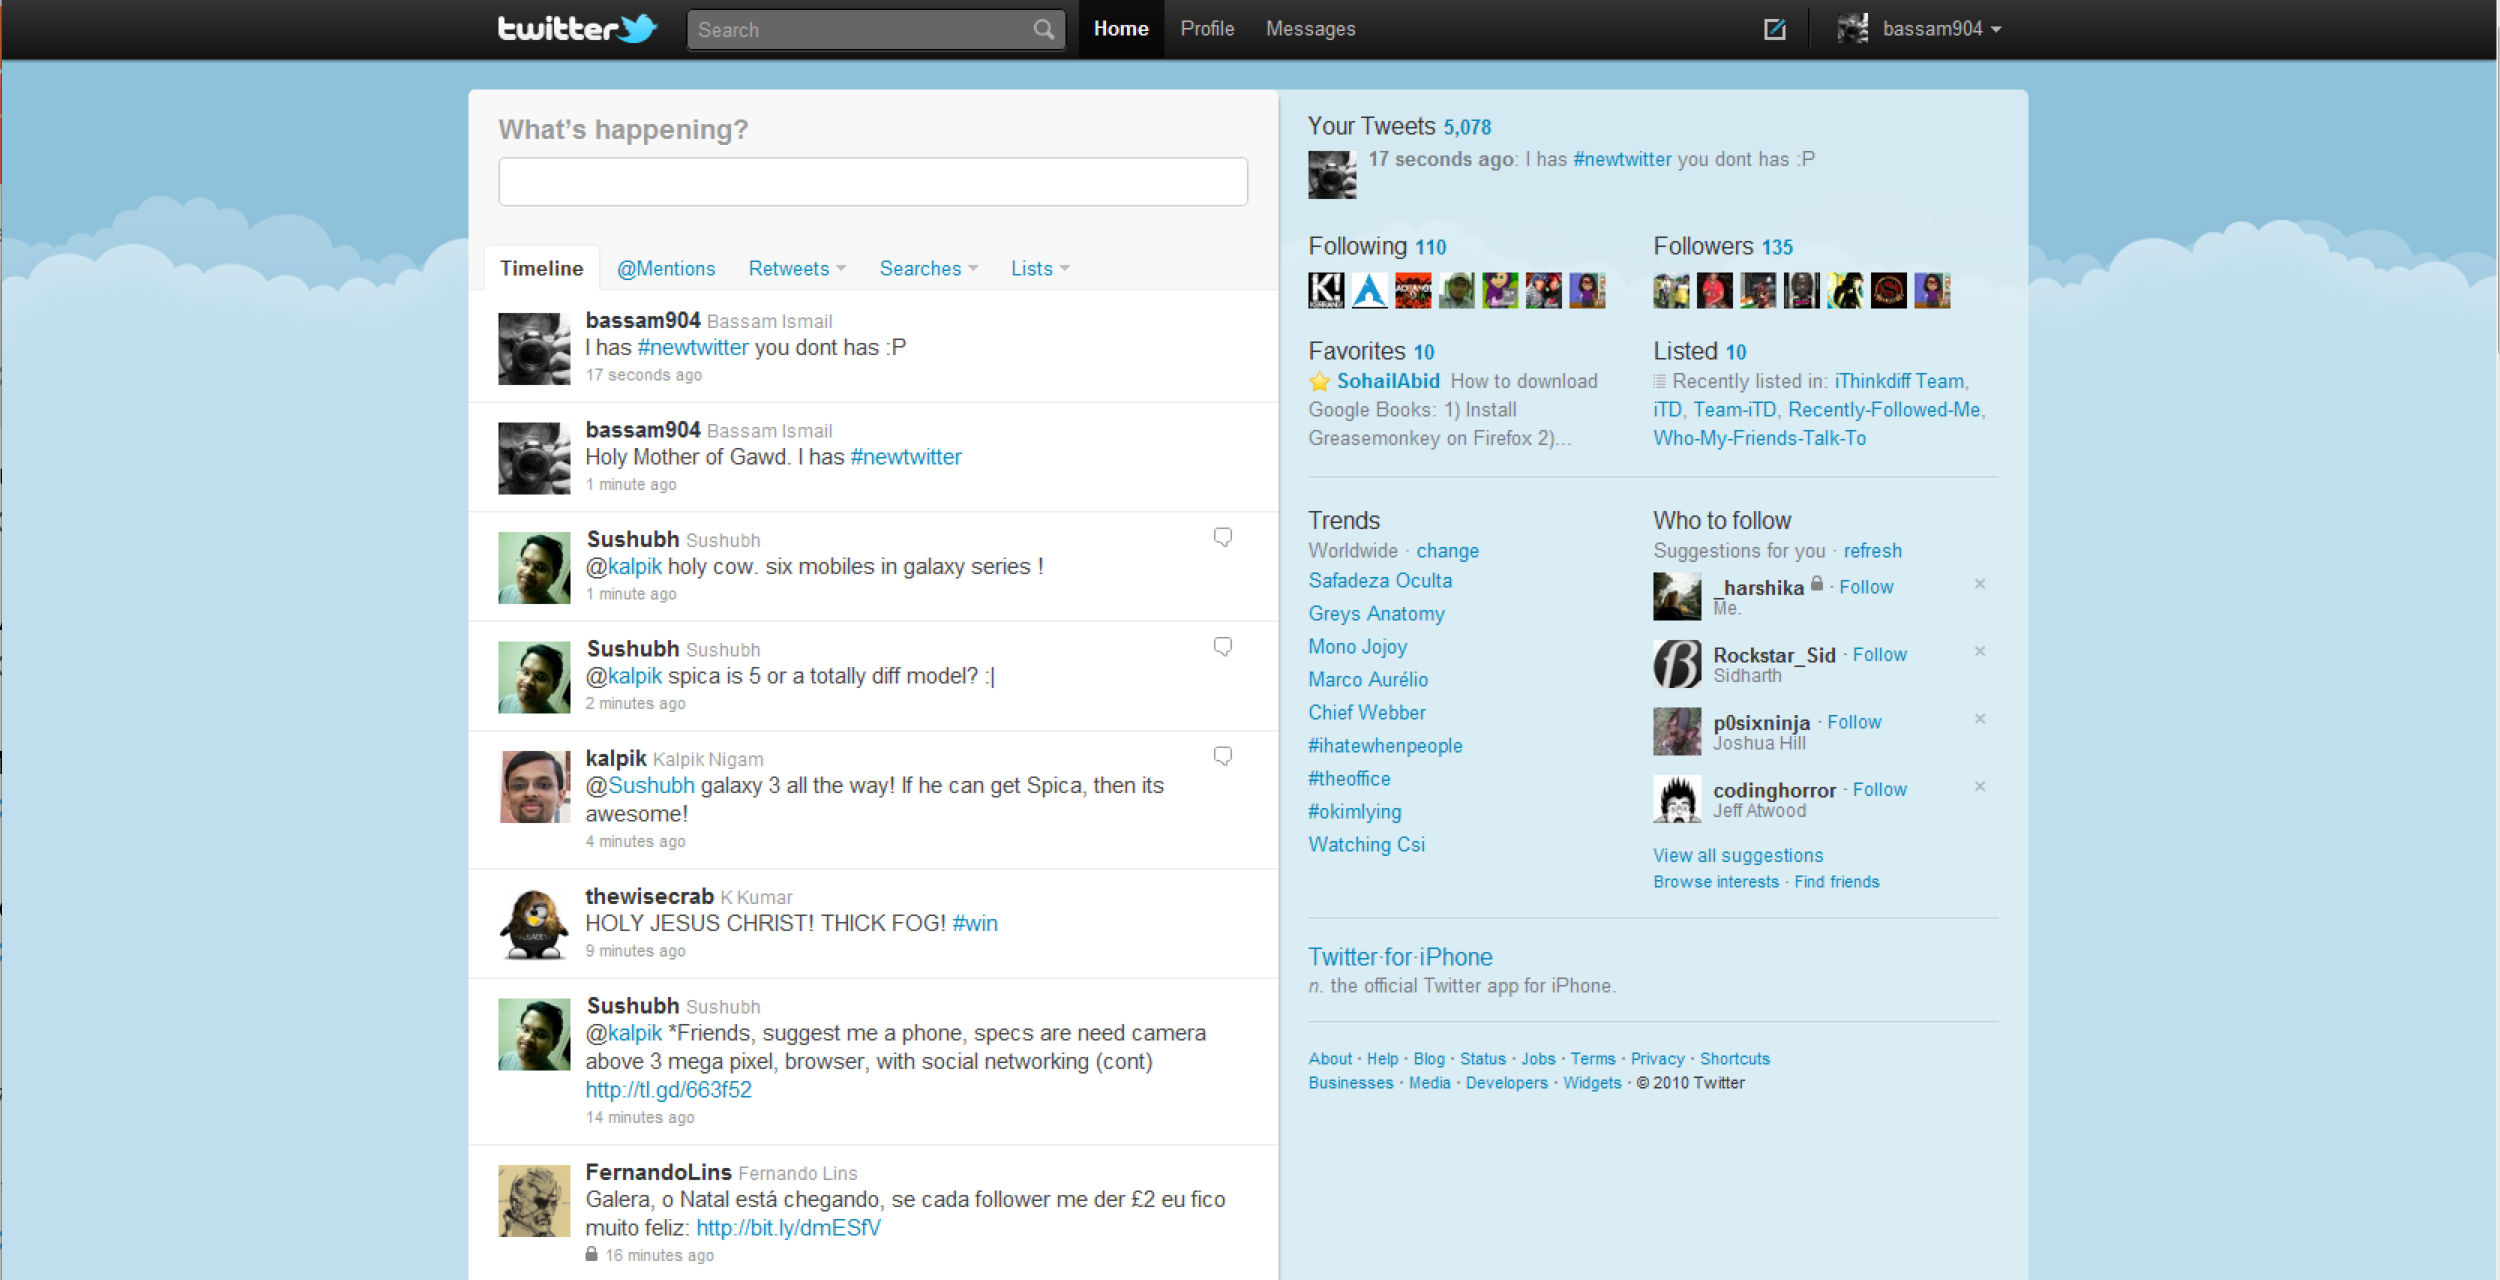 twitter Search Home Profile Messages bassam904
What's happening?
Timeline @Mentions Retweets Searches Lists
bassam904 Bassam Ismail
I has #newtwitter you dont has :P
17 seconds ago
bassam904 Bassam Ismail
Holy Mother of Gawd. I has #newtwitter
1 minute ago
Sushubh Sushubh
@kalpik holy cow. six mobiles in galaxy series !
1 minute ago
Sushubh Sushubh
@kalpik spica is 5 or a totally diff model? :|
2 minutes ago
kalpik Kalpik Nigam
@Sushubh galaxy 3 all the way! If he can get Spica, then its
awesome!
4 minutes ago
thewisecrab K Kumar
HOLY JESUS CHRIST! THICK FOG! #win
9 minutes ago
Sushubh Sushubh
@kalpik *Friends, suggest me a phone, specs are need camera
above 3 mega pixel, browser, with social networking (cont)
http://tl.gd/663f52
14 minutes ago
FernandoLins Fernando Lins
Galera, o Natal está chegando, se cada follower me der £2 eu fico
muito feliz: http://bit.ly/dmESfV
16 minutes ago
Your Tweets 5,078
17 seconds ago: I has #newtwitter you dont has :P
Following 110
K!
Followers 135
Favorites 10
SohailAbid How to download
Google Books: 1) Install
Greasemonkey on Firefox 2)...
Listed 10
Recently listed in: iThinkdiff Team,
iTD, Team-iTD, Recently-Followed-Me,
Who-My-Friends-Talk-To
Trends
Worldwide · change
Safadeza Oculta
Greys Anatomy
Mono Jojoy
Marco Aurélio
Chief Webber
#ihatewhenpeople
#theoffice
#okimlying
Watching Csi
Who to follow
Suggestions for you · refresh
_harshika · Follow
Me.
Rockstar_Sid · Follow
Sidharth
p0sixninja · Follow
Joshua Hill
codinghorror · Follow
Jeff Atwood
View all suggestions
Browse interests · Find friends
Twitter·for·iPhone
n. the official Twitter app for iPhone.
About · Help · Blog · Status · Jobs · Terms · Privacy · Shortcuts
Businesses · Media · Developers · Widgets · © 2010 Twitter